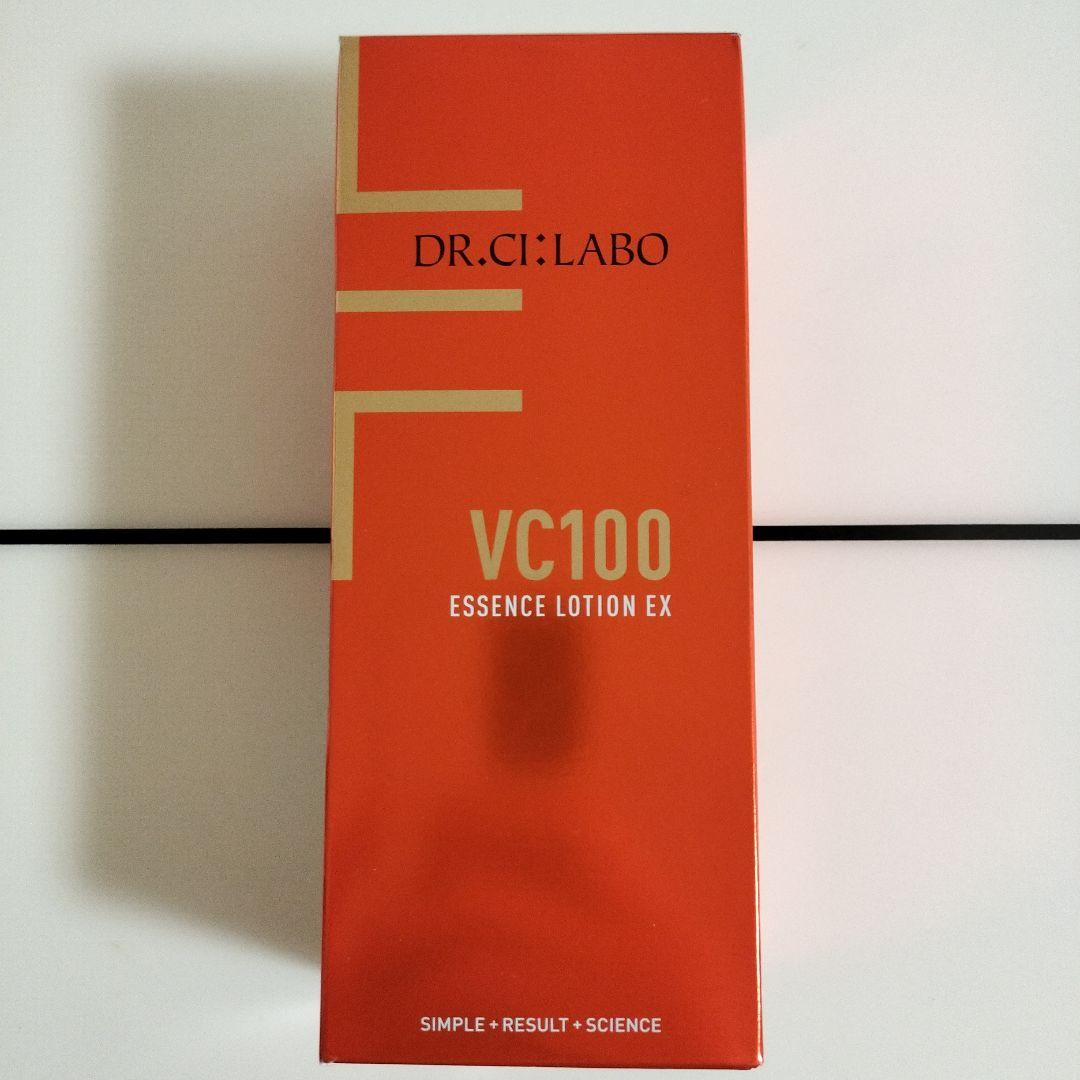 DR.CI:LABO
VC100
ESSENCE LOTION EX
SIMPLE+RESULT+SCIENCE